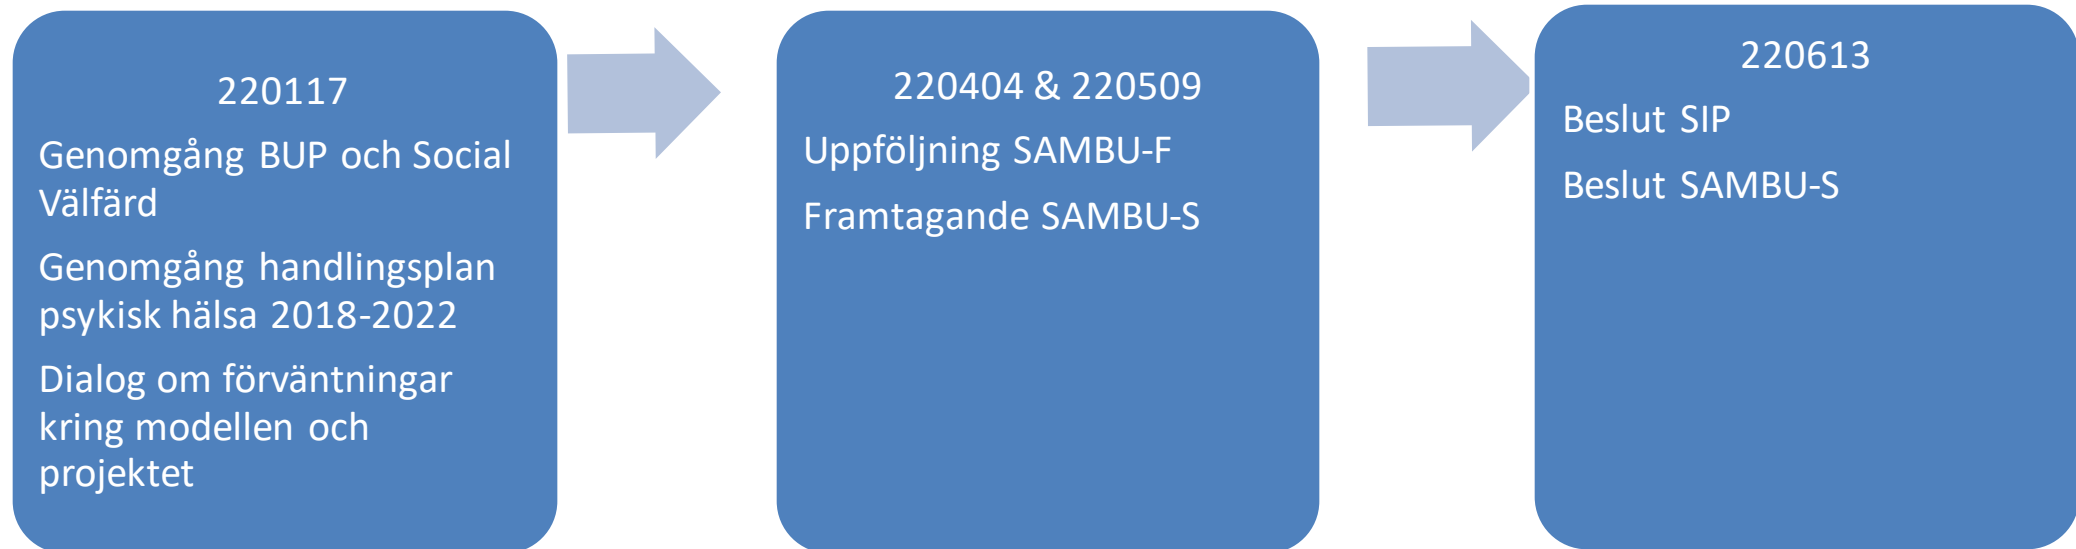 220117
Genomgång BUP och Social
Välfärd
Genomgång handlingsplan
psykisk hälsa 2018-2022
Dialog om förväntningar
kring modellen och
projektet
220404 & 220509
Uppföljning SAMBU-F
Framtagande SAMBU-S
220613
Beslut SIP
Beslut SAMBU-S